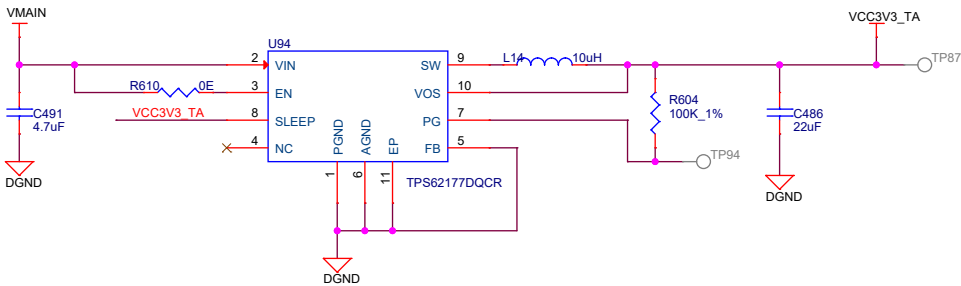 VMAIN
VCC3V3_TA
U94
2
VIN
SW
9
L14
10uH
TP87
R610
0E
3
EN
VOS
10
C491
4.7uF
VCC3V3_TA
8
SLEEP
PG
7
R604
100K_1%
C486
22uF
4
NC
PGND
AGND
EP
FB
5
TP94
1
6
11
TPS62177DQCR
DGND
DGND
DGND